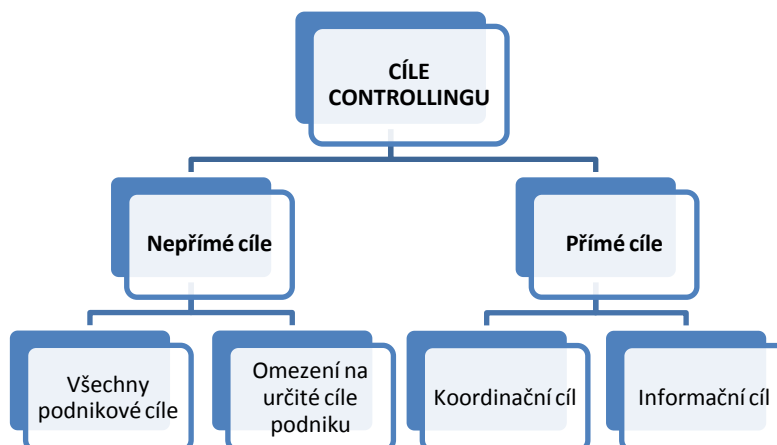 CÍLE
CONTROLLINGU
Nepřímé cíle
Přímé cíle
Všechny
podnikové cíle
Omezení na
určité cíle
podniku
Koordinační cíl
Informační cíl